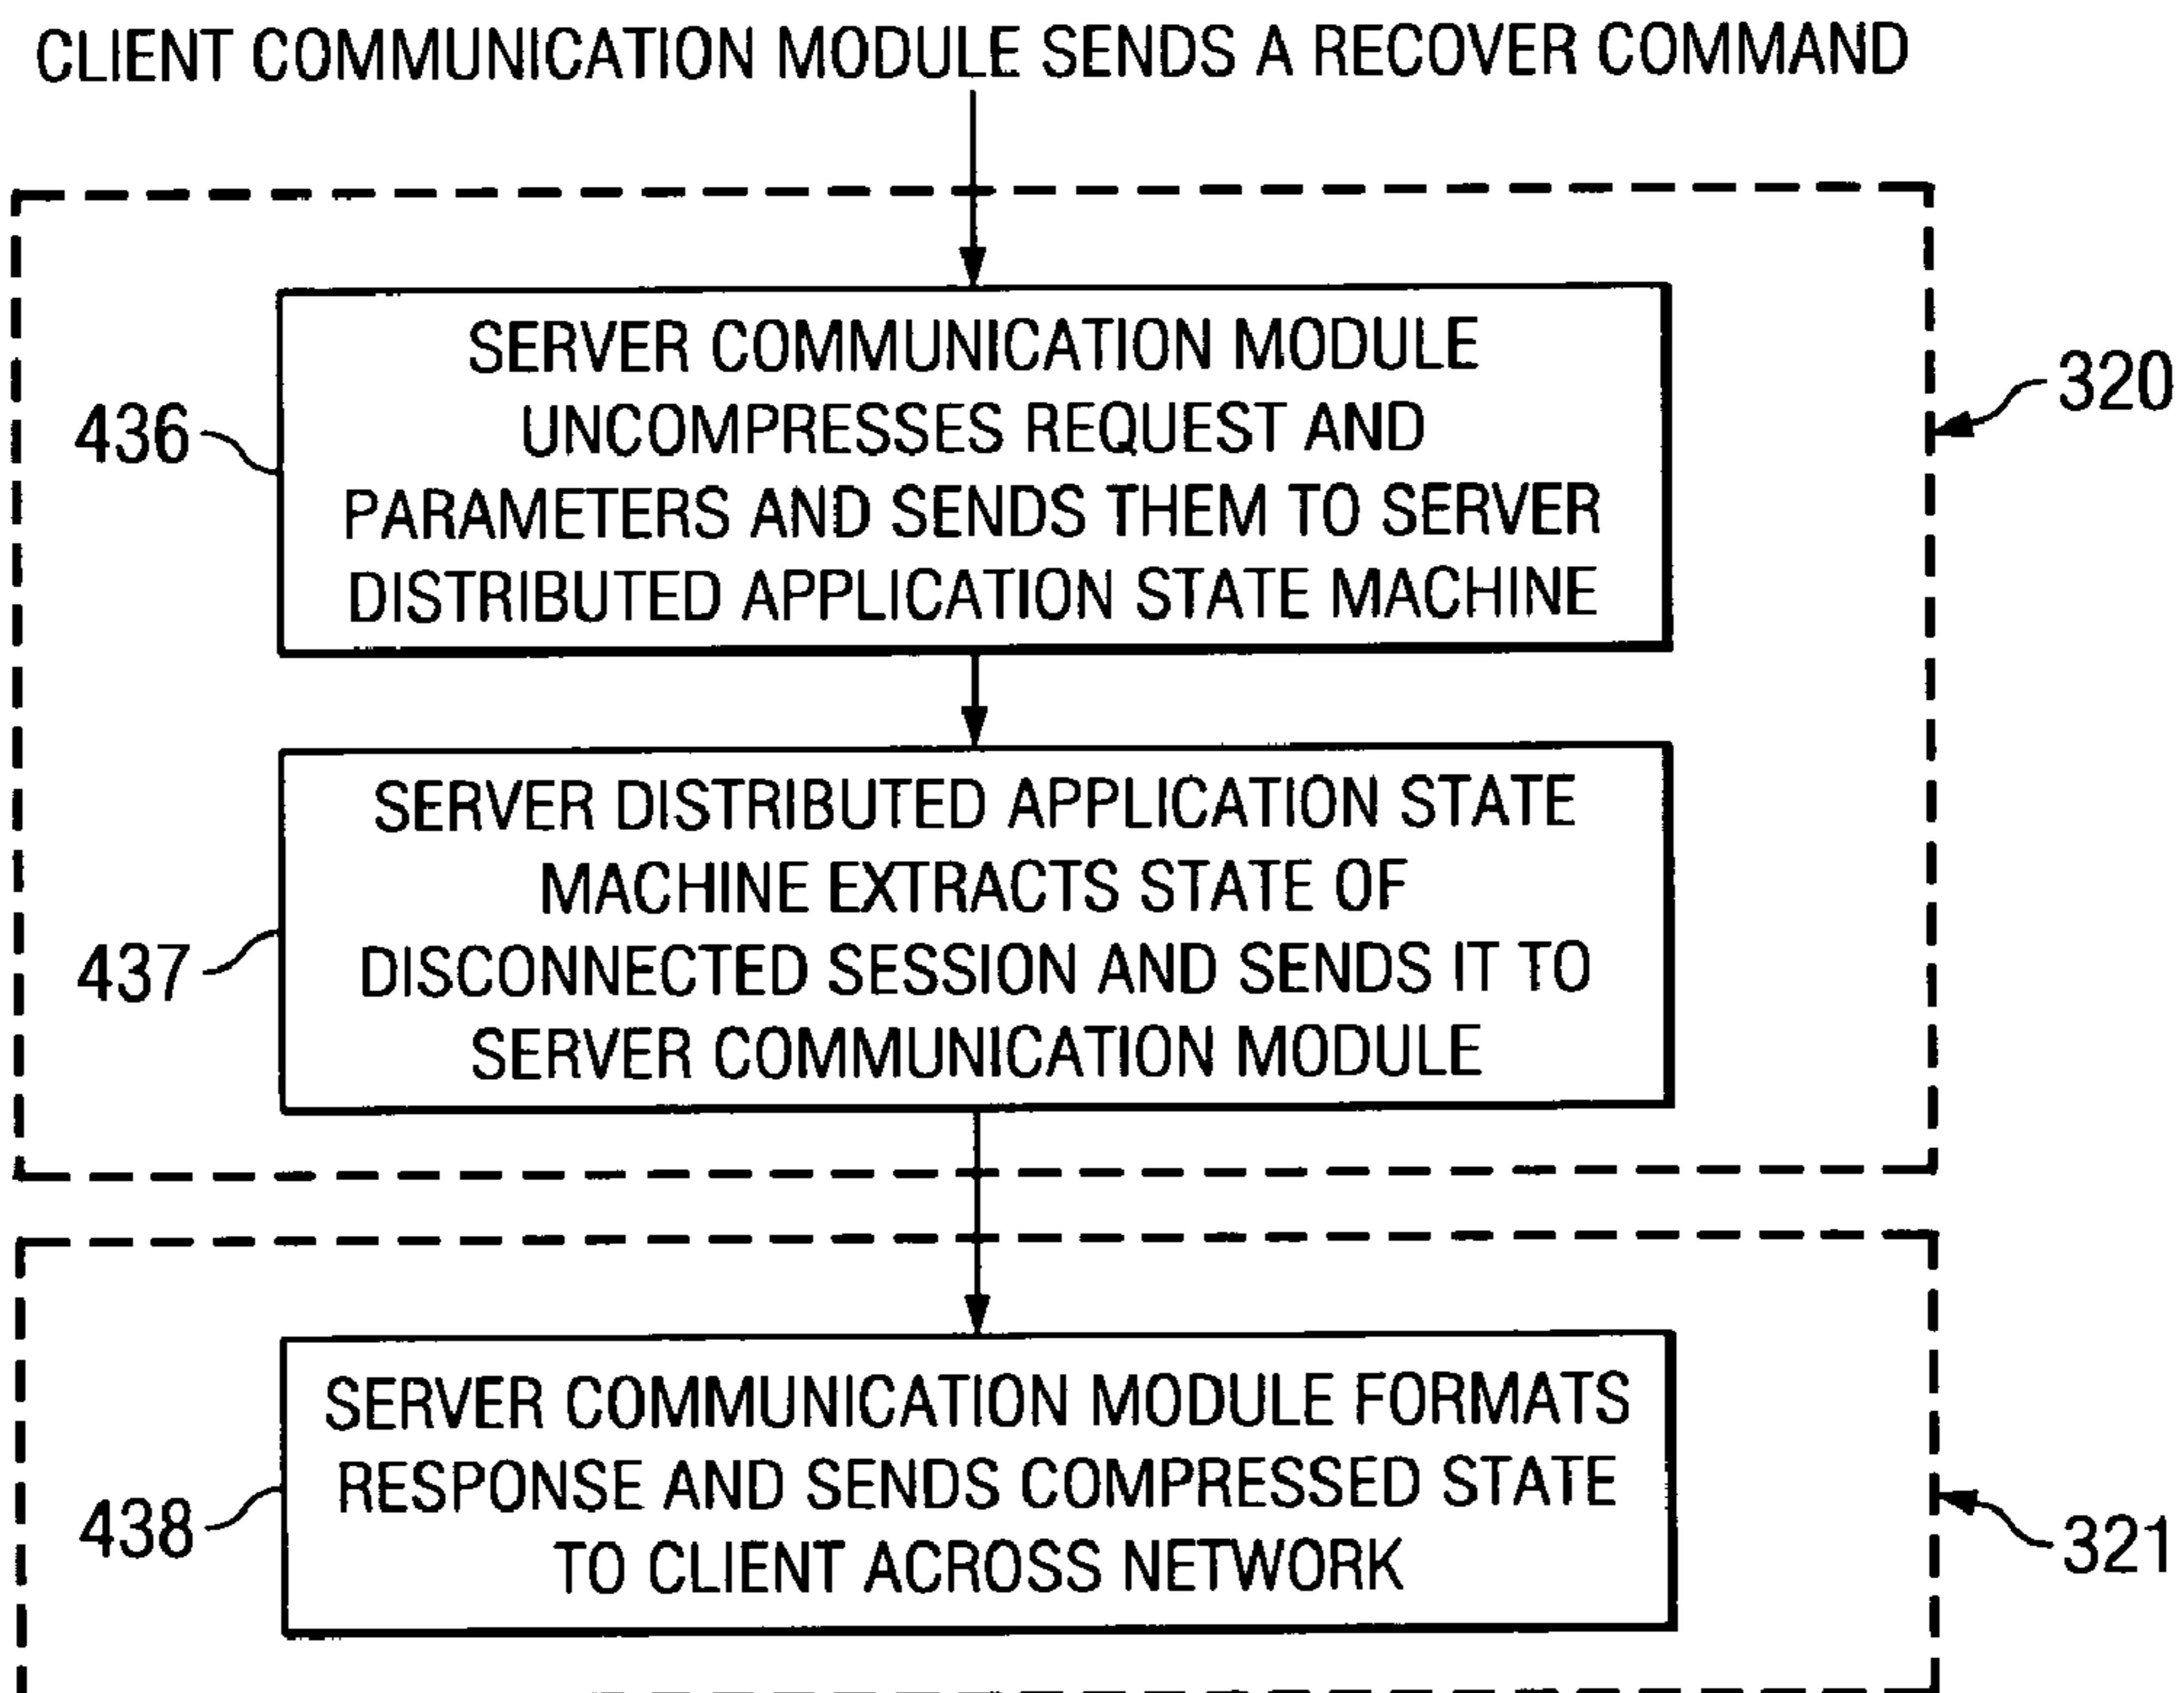 CLIENT COMMUNICATION MODULE SENDS A RECOVER COMMAND
320
SERVER COMMUNICATION MODULE
UNCOMPRESSES REQUEST AND
PARAMETERS AND SENDS THEM TO SERVER
DISTRIBUTED APPLICATION STATE MACHINE
436
SERVER DISTRIBUTED APPLICATION STATE
MACHINE EXTRACTS STATE OF
DISCONNECTED SESSION AND SENDS IT TO
SERVER COMMUNICATION MODULE
437
SERVER COMMUNICATION MODULE FORMATS
RESPONSE AND SENDS COMPRESSED STATE
TO CLIENT ACROSS NETWORK
438
321